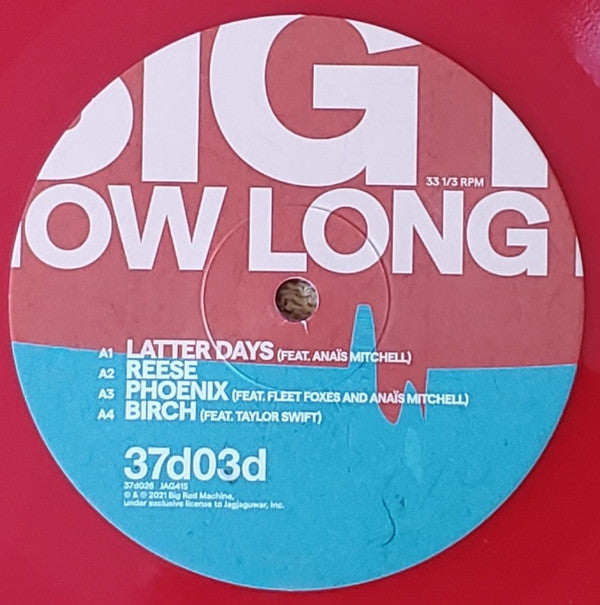 BIG
33 1/3 RPM
HOW LONG
A1 LATTER DAYS (FEAT. ANAÏS MITCHELL)
A2 REESE
A3 PHOENIX (FEAT. FLEET FOXES AND ANAÏS MITCHELL)
A4 BIRCH (FEAT. TAYLOR SWIFT)
37d03d
37d026 JAG415
© & ℗ 2021 Big Red Machine,
under exclusive license to Jagjaguwar, Inc.